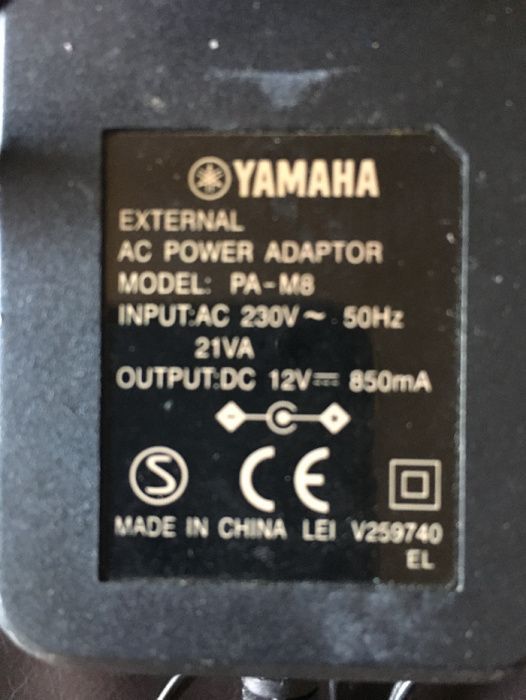 YAMAHA
EXTERNAL
AC POWER ADAPTOR
MODEL: PA-M8
INPUT:AC 230V~ 50Hz
21VA
OUTPUT:DC 12V⎓ 850mA
- +
S CE
MADE IN CHINA LEI V259740
EL